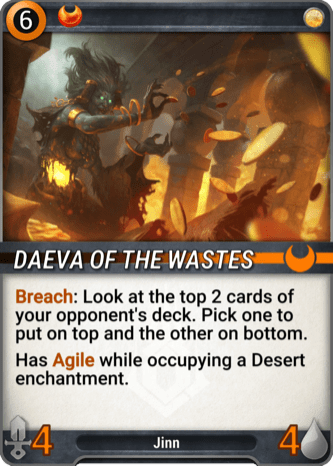 6
DAEVA OF THE WASTES
Breach: Look at the top 2 cards of
your opponent's deck. Pick one to
put on top and the other on bottom.
Has Agile while occupying a Desert
enchantment.
4 Jinn 4